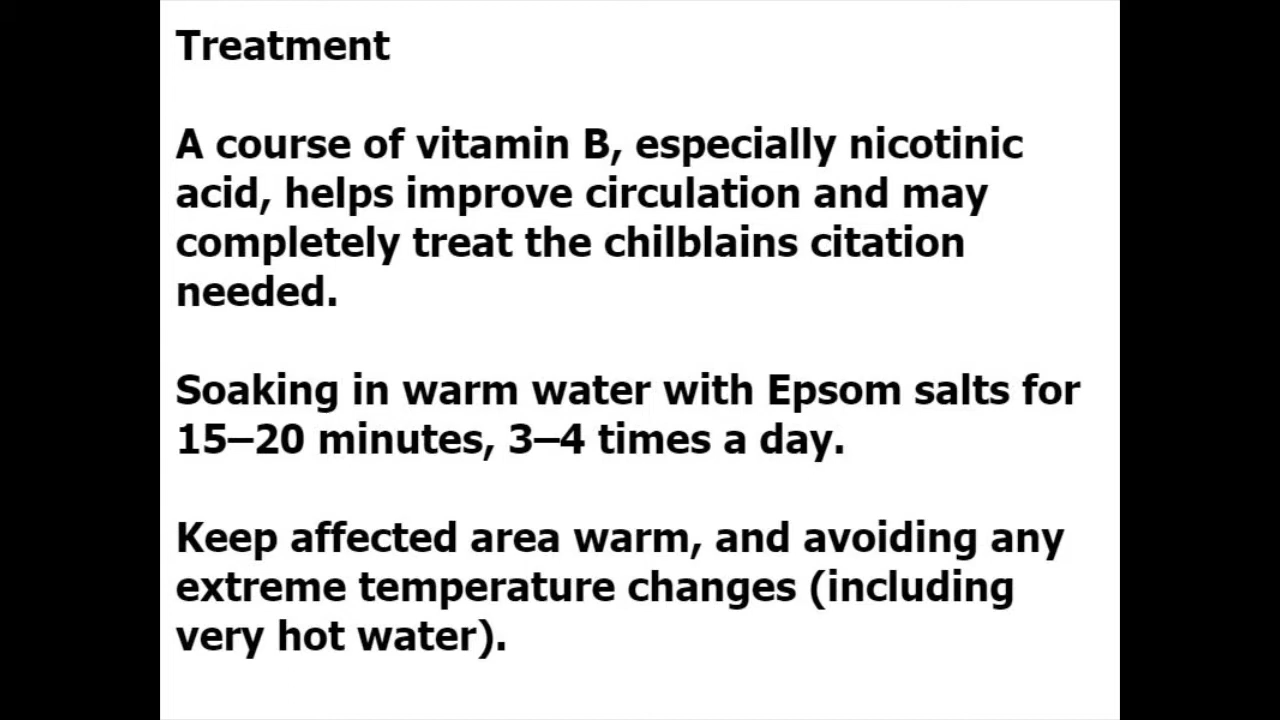 Treatment
A course of vitamin B, especially nicotinic
acid, helps improve circulation and may
completely treat the chilblains citation
needed.
Soaking in warm water with Epsom salts for
15–20 minutes, 3–4 times a day.
Keep affected area warm, and avoiding any
extreme temperature changes (including
very hot water).